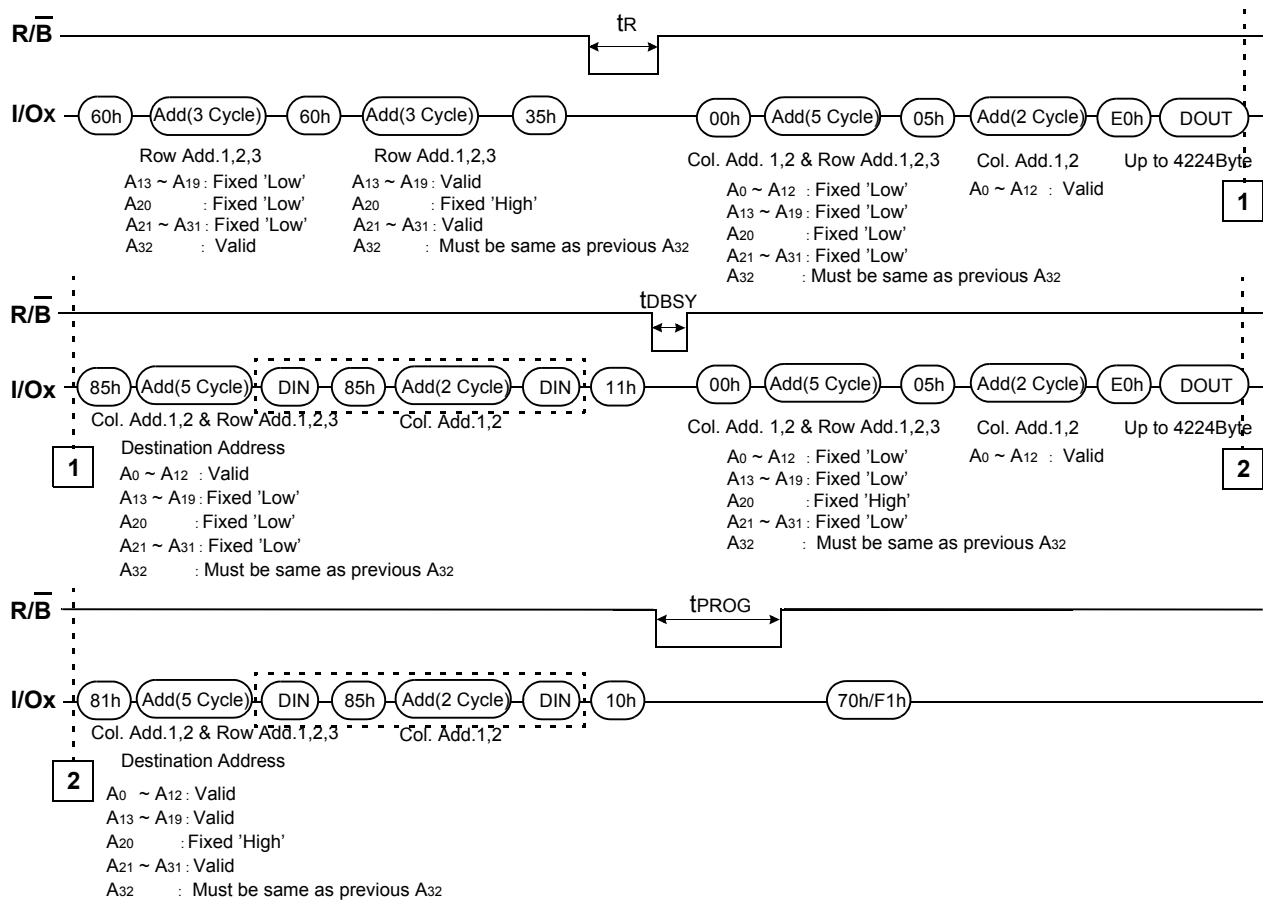 tR
R/B
I/Ox 60h Add(3 Cycle) 60h Add(3 Cycle) 35h 00h Add(5 Cycle) 05h Add(2 Cycle) E0h DOUT
Row Add.1,2,3 Row Add.1,2,3 Col. Add. 1,2 & Row Add.1,2,3 Col. Add.1,2 Up to 4224Byte
A13 ~ A19 : Fixed 'Low' A13 ~ A19 : Valid A0 ~ A12 : Fixed 'Low' A0 ~ A12 : Valid
A20 : Fixed 'Low' A20 : Fixed 'High' A13 ~ A19 : Fixed 'Low' 1
A21 ~ A31 : Fixed 'Low' A21 ~ A31 : Valid A20 : Fixed 'Low'
A32 : Valid A32 : Must be same as previous A32 A21 ~ A31 : Fixed 'Low'
A32 : Must be same as previous A32
tDBSY
R/B
I/Ox 85h Add(5 Cycle) DIN 85h Add(2 Cycle) DIN 11h 00h Add(5 Cycle) 05h Add(2 Cycle) E0h DOUT
Col. Add.1,2 & Row Add.1,2,3 Col. Add.1,2 Col. Add. 1,2 & Row Add.1,2,3 Col. Add.1,2 Up to 4224Byte
1 Destination Address A0 ~ A12 : Fixed 'Low' A0 ~ A12 : Valid 2
A0 ~ A12 : Valid A13 ~ A19 : Fixed 'Low'
A13 ~ A19 : Fixed 'Low' A20 : Fixed 'High'
A20 : Fixed 'Low' A21 ~ A31 : Fixed 'Low'
A21 ~ A31 : Fixed 'Low' A32 : Must be same as previous A32
A32 : Must be same as previous A32
R/B tPROG
I/Ox 81h Add(5 Cycle) DIN 85h Add(2 Cycle) DIN 10h 70h/F1h
Col. Add.1,2 & Row Add.1,2,3 Col. Add.1,2
2 Destination Address
A0 ~ A12 : Valid
A13 ~ A19 : Valid
A20 : Fixed 'High'
A21 ~ A31 : Valid
A32 : Must be same as previous A32